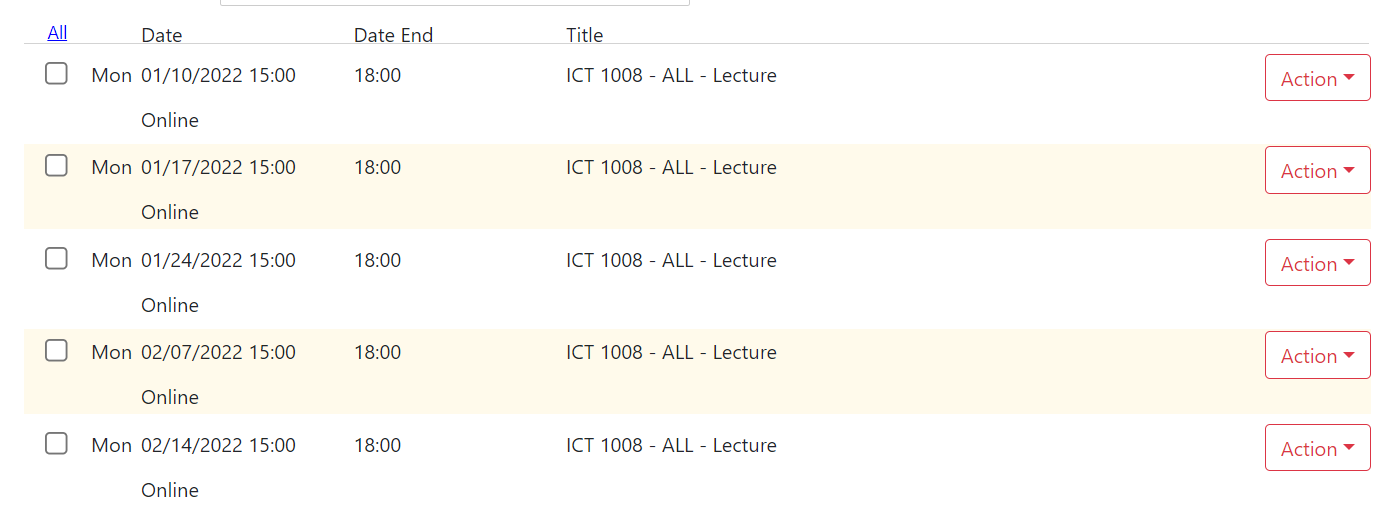 All Date Date End Title
Mon 01/10/2022 15:00 18:00 ICT 1008 - ALL - Lecture Action
Online
Mon 01/17/2022 15:00 18:00 ICT 1008 - ALL - Lecture Action
Online
Mon 01/24/2022 15:00 18:00 ICT 1008 - ALL - Lecture Action
Online
Mon 02/07/2022 15:00 18:00 ICT 1008 - ALL - Lecture Action
Online
Mon 02/14/2022 15:00 18:00 ICT 1008 - ALL - Lecture Action
Online